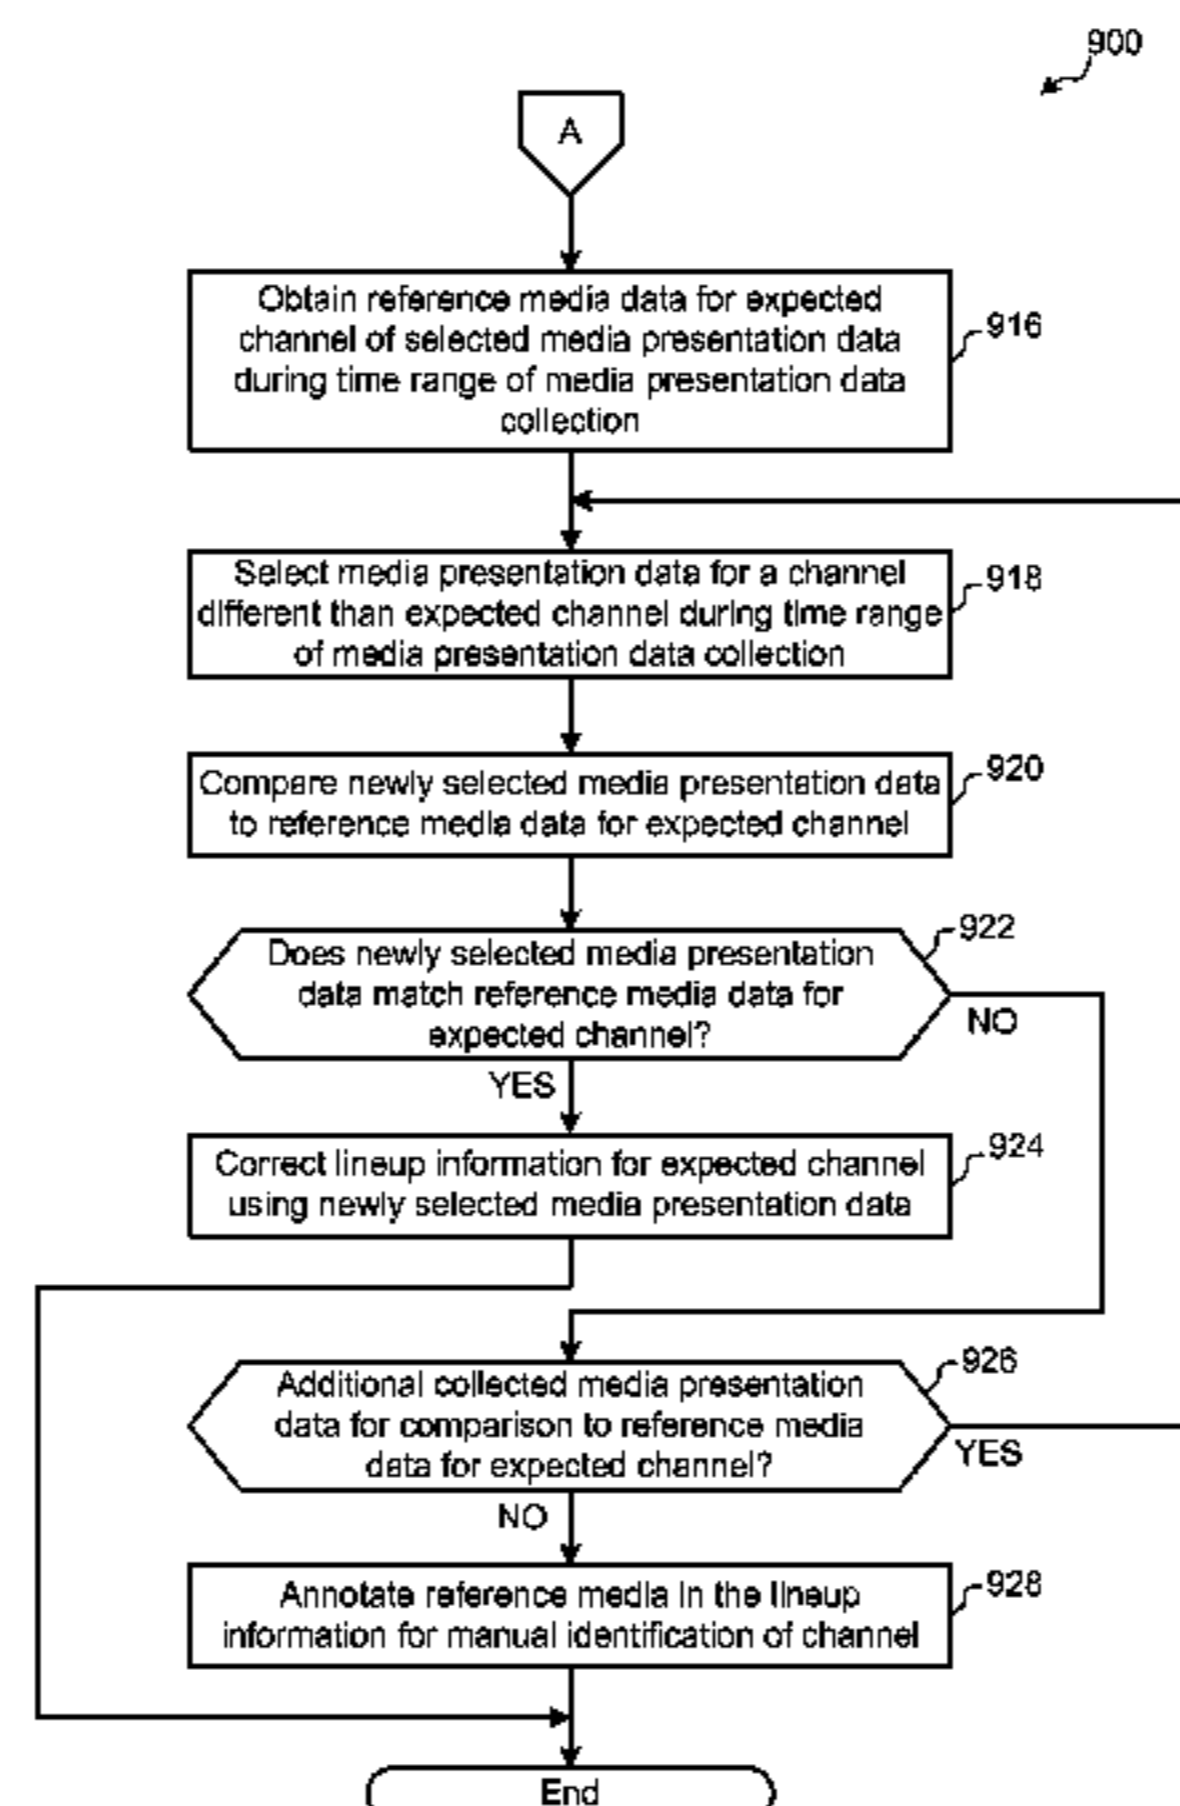 900
A
Obtain reference media data for expected
channel of selected media presentation data
during time range of media presentation data
collection
916
Select media presentation data for a channel
different than expected channel during time range
of media presentation data collection
918
Compare newly selected media presentation data
to reference media data for expected channel
920
Does newly selected media presentation
data match reference media data for
expected channel?
922
NO
YES
Correct lineup information for expected channel
using newly selected media presentation data
924
Additional collected media presentation
data for comparison to reference media
data for expected channel?
926
YES
NO
Annotate reference media in the lineup
information for manual identification of channel
928
End